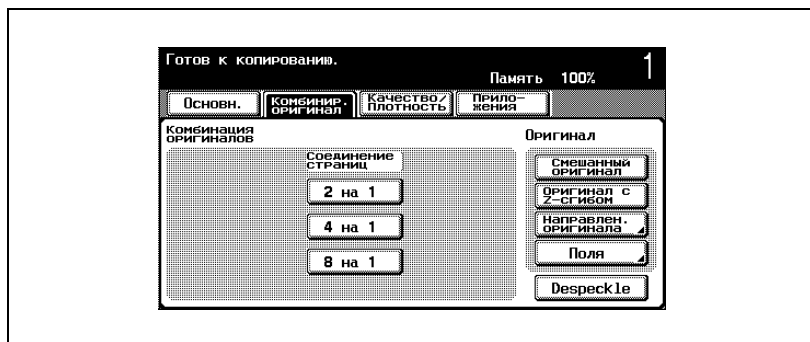 Готов к копированию.
Память 100%
1
Основн.
Комбинир.
оригинал
Качество/
плотность
Прило-
жения
Комбинация
оригиналов
Соединение
страниц
2 на 1
4 на 1
8 на 1
Оригинал
Смешанный
оригинал
Оригинал с
Z-сгибом
Направлен.
оригинала
Поля
Despeckle